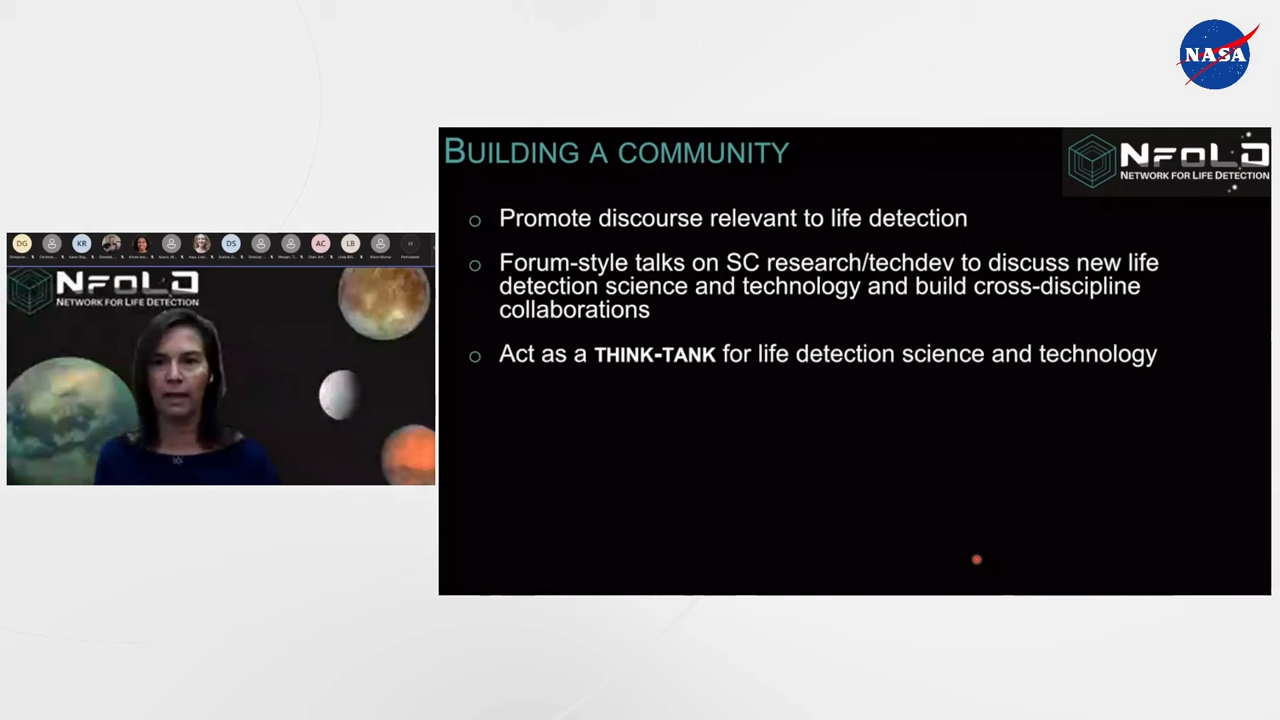 NASA
BUILDING A COMMUNITY
NFOLD
NETWORK FOR LIFE DETECTION
Promote discourse relevant to life detection
Forum-style talks on SC research/techdev to discuss new life
detection science and technology and build cross-discipline
collaborations
Act as a THINK-TANK for life detection science and technology
DG
KR
DS
AC
LB
Participants
NFOLD
NETWORK FOR LIFE DETECTION